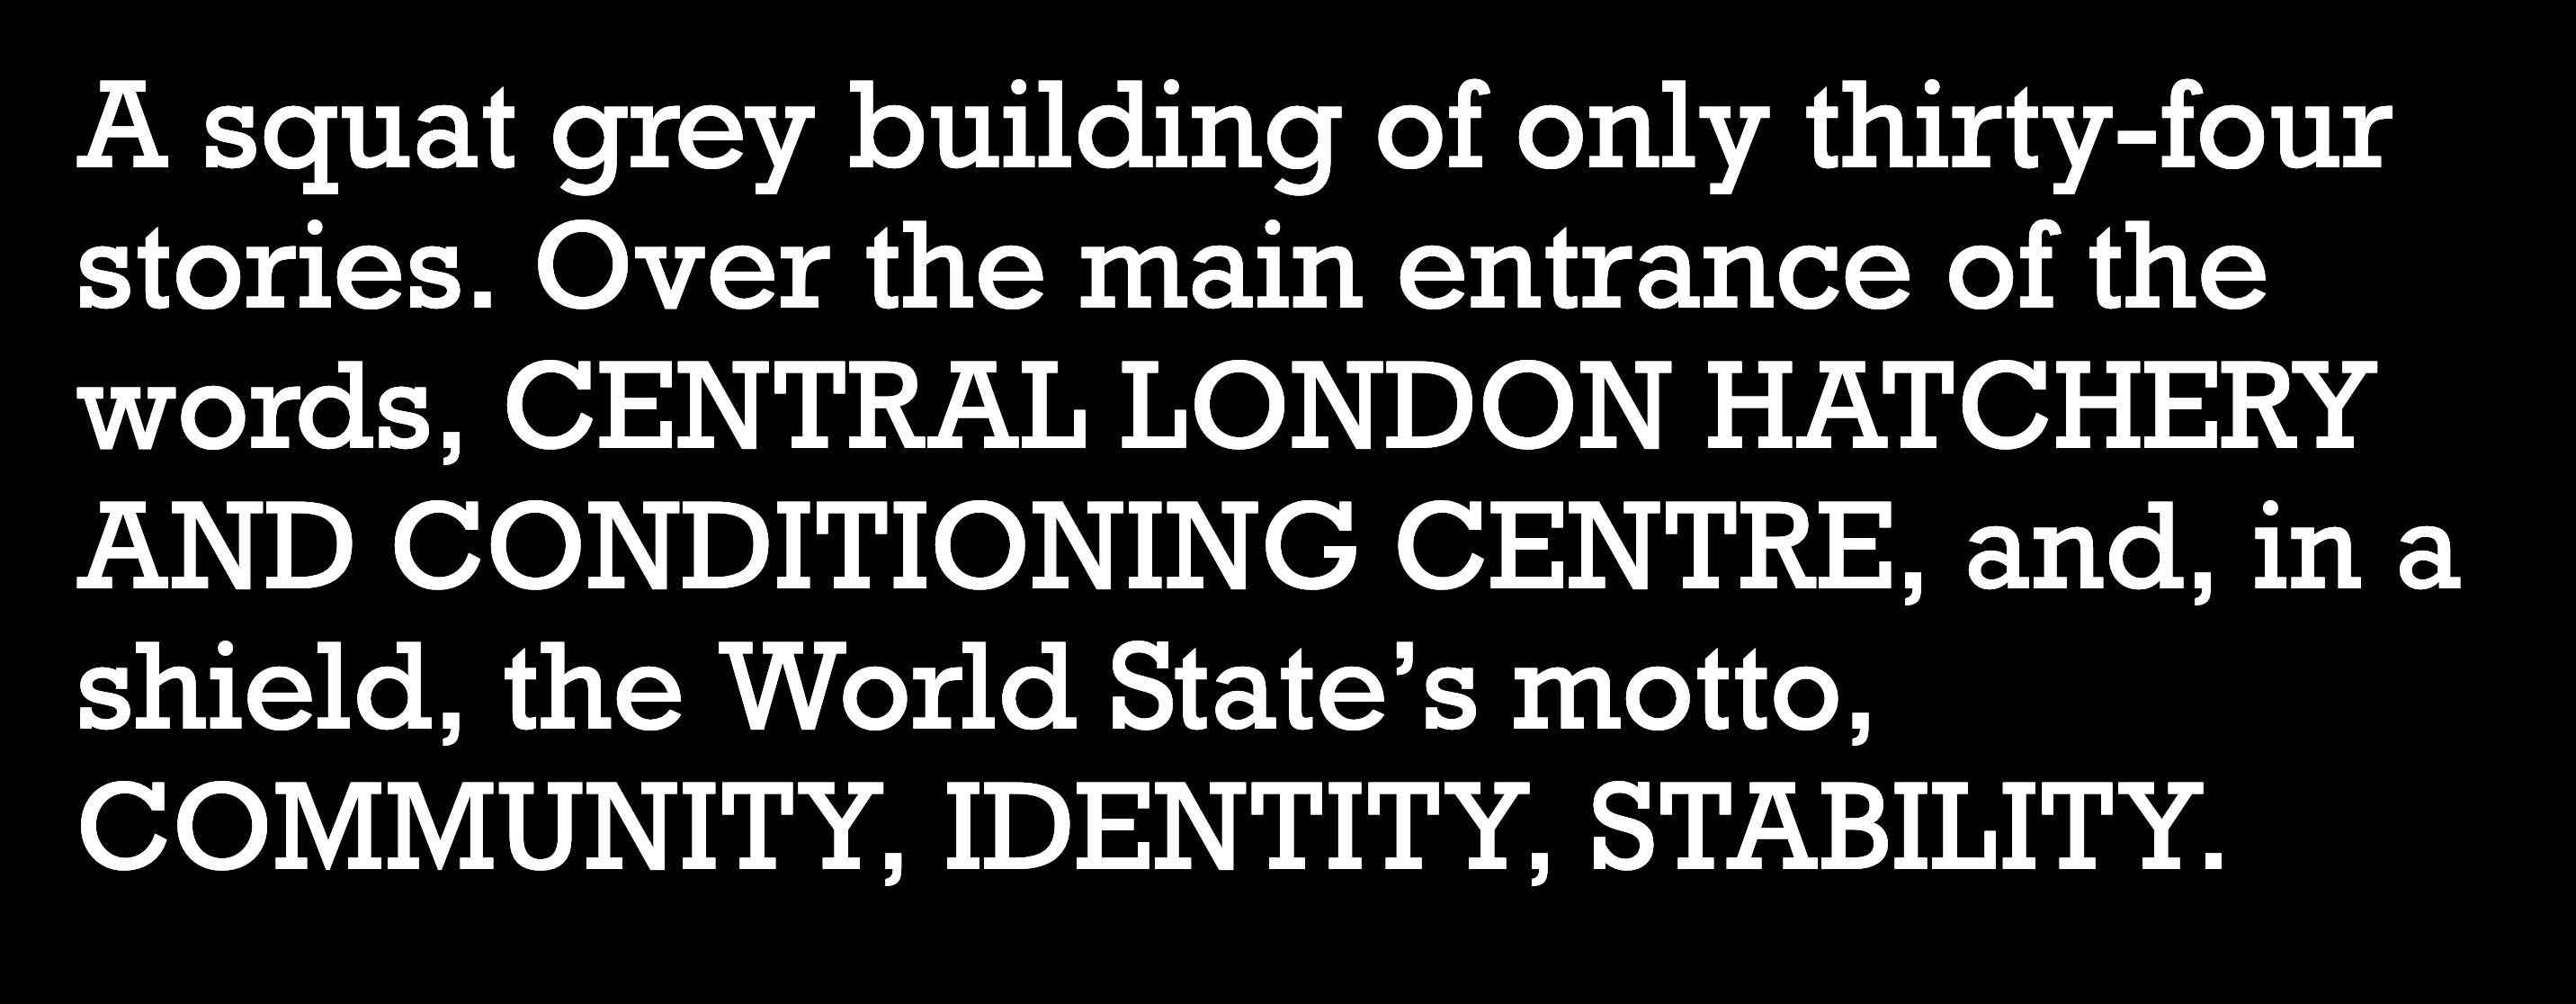 A squat grey building of only thirty-four
stories. Over the main entrance of the
words, CENTRAL LONDON HATCHERY
AND CONDITIONING CENTRE, and, in a
shield, the World State’s motto,
COMMUNITY, IDENTITY, STABILITY.